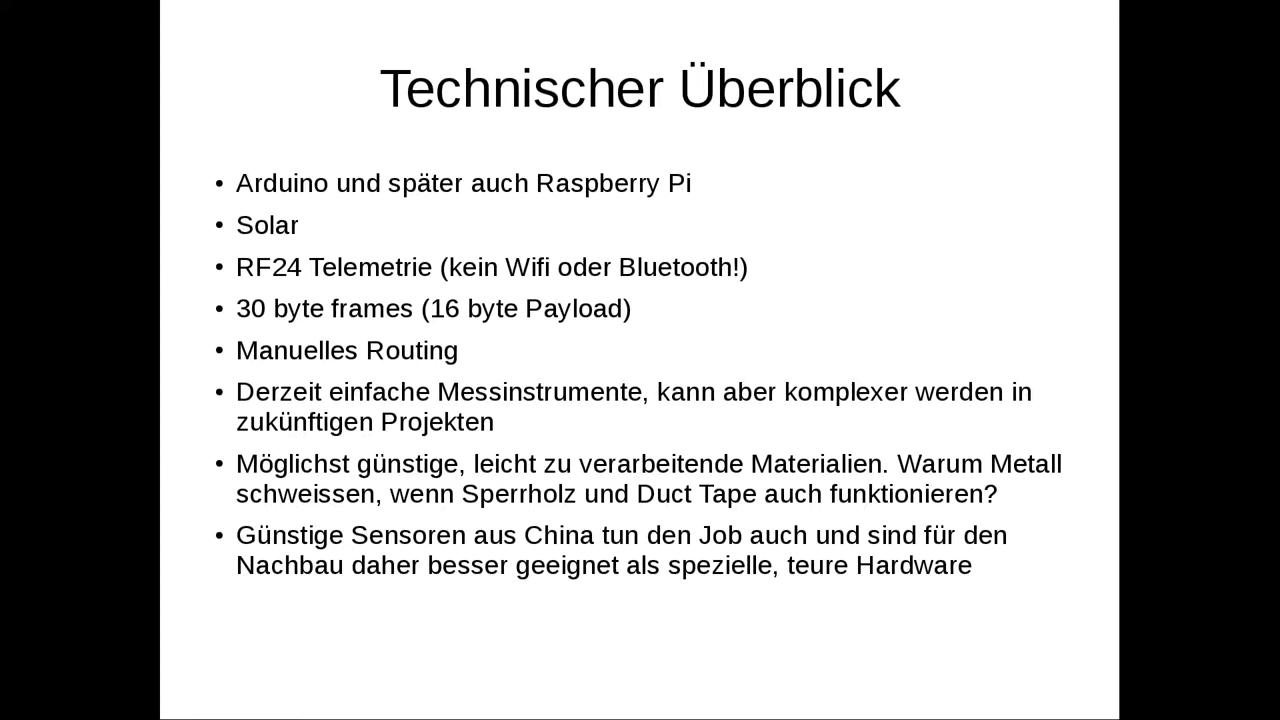 Technischer Überblick
• Arduino und später auch Raspberry Pi
• Solar
• RF24 Telemetrie (kein Wifi oder Bluetooth!)
• 30 byte frames (16 byte Payload)
• Manuelles Routing
• Derzeit einfache Messinstrumente, kann aber komplexer werden in
zukünftigen Projekten
• Möglichst günstige, leicht zu verarbeitende Materialien. Warum Metall
schweissen, wenn Sperrholz und Duct Tape auch funktionieren?
• Günstige Sensoren aus China tun den Job auch und sind für den
Nachbau daher besser geeignet als spezielle, teure Hardware